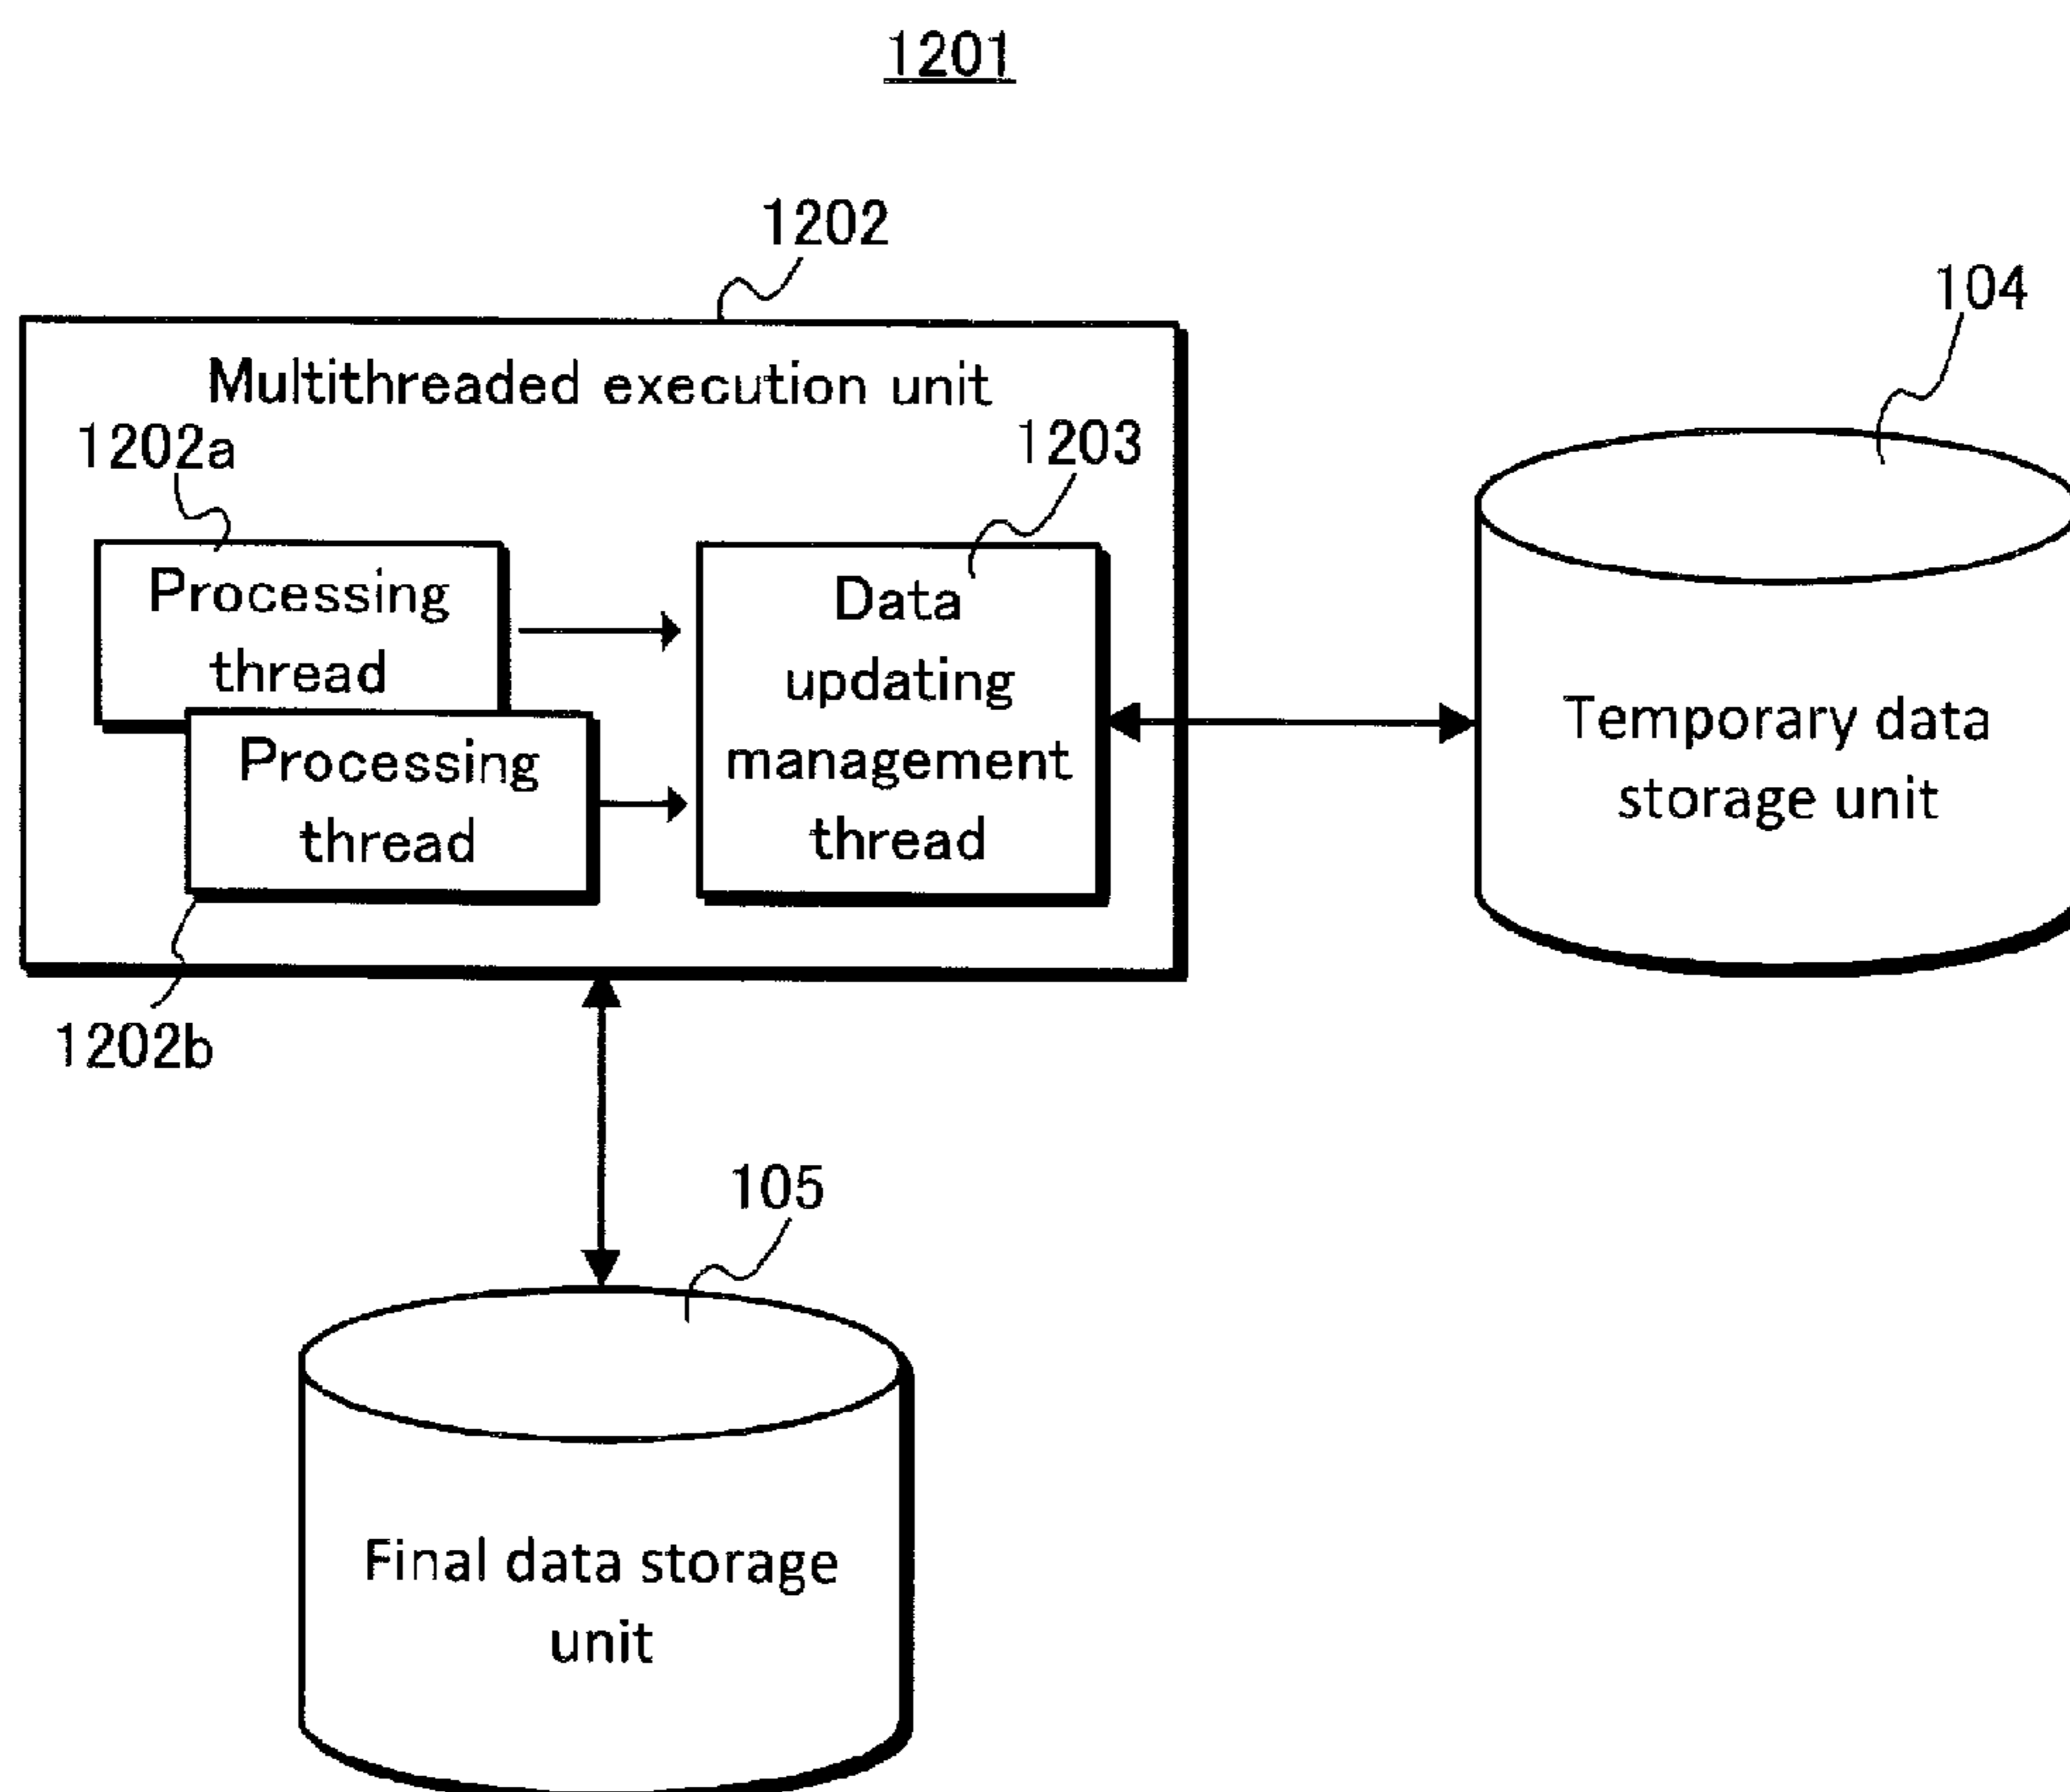 1201
1202
104
Multithreaded execution unit
1202a
1203
Processing
thread
Processing
thread
Data
updating
management
thread
Temporary data
storage unit
1202b
105
Final data storage
unit